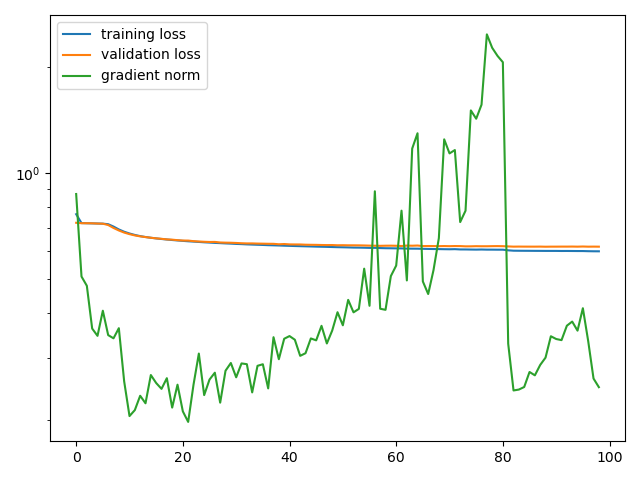 training loss
validation loss
gradient norm
10⁰
0 20 40 60 80 100